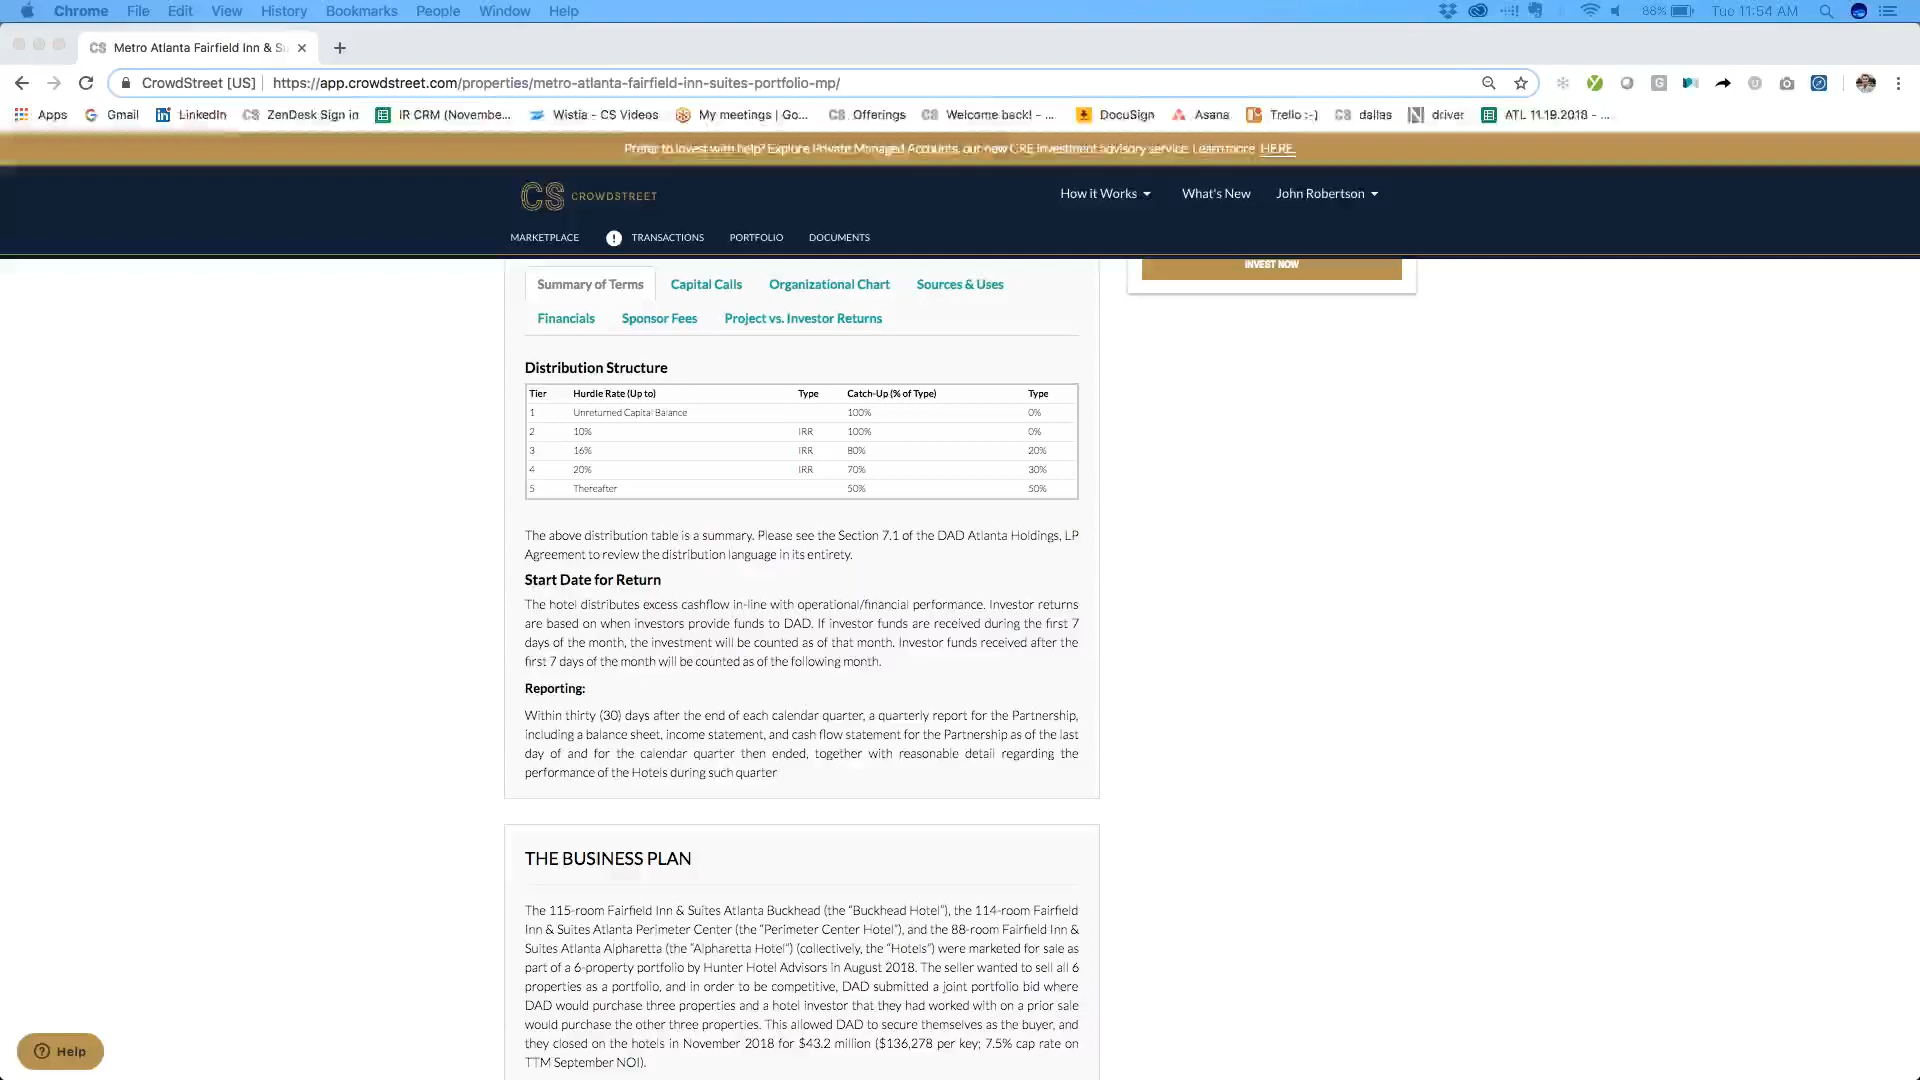 Chrome File Edit View History Bookmarks People Window Help 88% Tue 11:54 AM
CS Metro Atlanta Fairfield Inn & S
CrowdStreet [US] https://app.crowdstreet.com/properties/metro-atlanta-fairfield-inn-suites-portfolio-mp/
Apps Gmail LinkedIn ZenDesk Sign in IR CRM (Novembe... Wistia - CS Videos My meetings | Go... Offerings Welcome back! - ... DocuSign Asana Trello :-) dallas driver ATL 11.19.2018 - ...
Prefer to invest with help? Explore Private Managed Accounts, our new CRE investment advisory service. Learn more HERE.
CS CROWDSTREET
How it Works What's New John Robertson
MARKETPLACE TRANSACTIONS PORTFOLIO DOCUMENTS
INVEST NOW
Summary of Terms Capital Calls Organizational Chart Sources & Uses
Financials Sponsor Fees Project vs. Investor Returns
Distribution Structure
Tier Hurdle Rate (Up to) Type Catch-Up (% of Type) Type
1 Unreturned Capital Balance 100% 0%
2 10% IRR 100% 0%
3 16% IRR 80% 20%
4 20% IRR 70% 30%
5 Thereafter 50% 50%
The above distribution table is a summary. Please see the Section 7.1 of the DAD Atlanta Holdings, LP
Agreement to review the distribution language in its entirety.
Start Date for Return
The hotel distributes excess cashflow in-line with operational/financial performance. Investor returns
are based on when investors provide funds to DAD. If investor funds are received during the first 7
days of the month, the investment will be counted as of that month. Investor funds received after the
first 7 days of the month will be counted as of the following month.
Reporting:
Within thirty (30) days after the end of each calendar quarter, a quarterly report for the Partnership,
including a balance sheet, income statement, and cash flow statement for the Partnership as of the last
day of and for the calendar quarter then ended, together with reasonable detail regarding the
performance of the Hotels during such quarter
THE BUSINESS PLAN
The 115-room Fairfield Inn & Suites Atlanta Buckhead (the "Buckhead Hotel"), the 114-room Fairfield
Inn & Suites Atlanta Perimeter Center (the "Perimeter Center Hotel"), and the 88-room Fairfield Inn &
Suites Atlanta Alpharetta (the "Alpharetta Hotel") (collectively, the "Hotels") were marketed for sale as
part of a 6-property portfolio by Hunter Hotel Advisors in August 2018. The seller wanted to sell all 6
properties as a portfolio, and in order to be competitive, DAD submitted a joint portfolio bid where
DAD would purchase three properties and a hotel investor that they had worked with on a prior sale
would purchase the other three properties. This allowed DAD to secure themselves as the buyer, and
they closed on the hotels in November 2018 for $43.2 million ($136,278 per key; 7.5% cap rate on
TTM September NOI).
Help